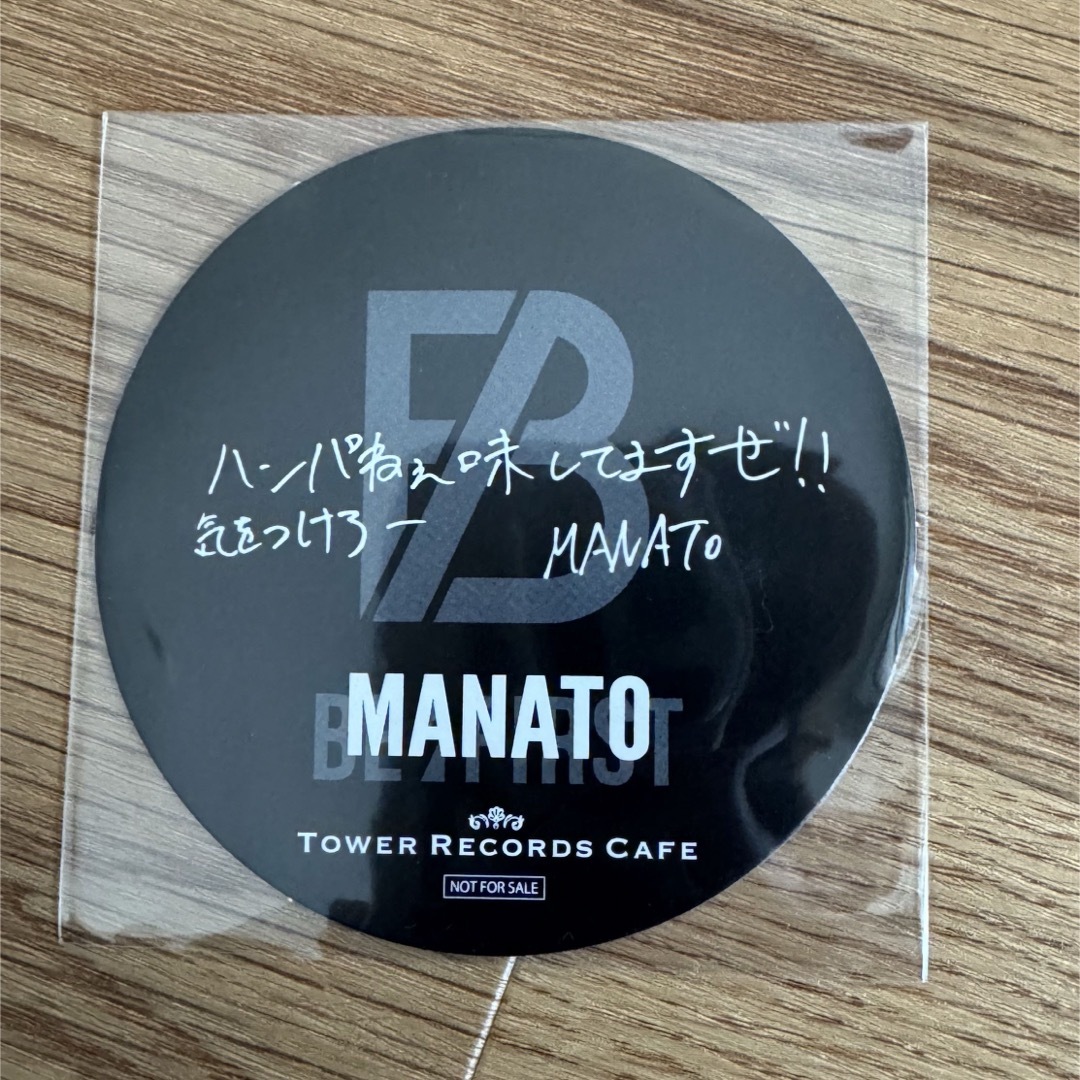 ハンパねぇ味してますぜ!!
気をつけろー MANATO
BE:FIRST
MANATO
TOWER RECORDS CAFE
NOT FOR SALE